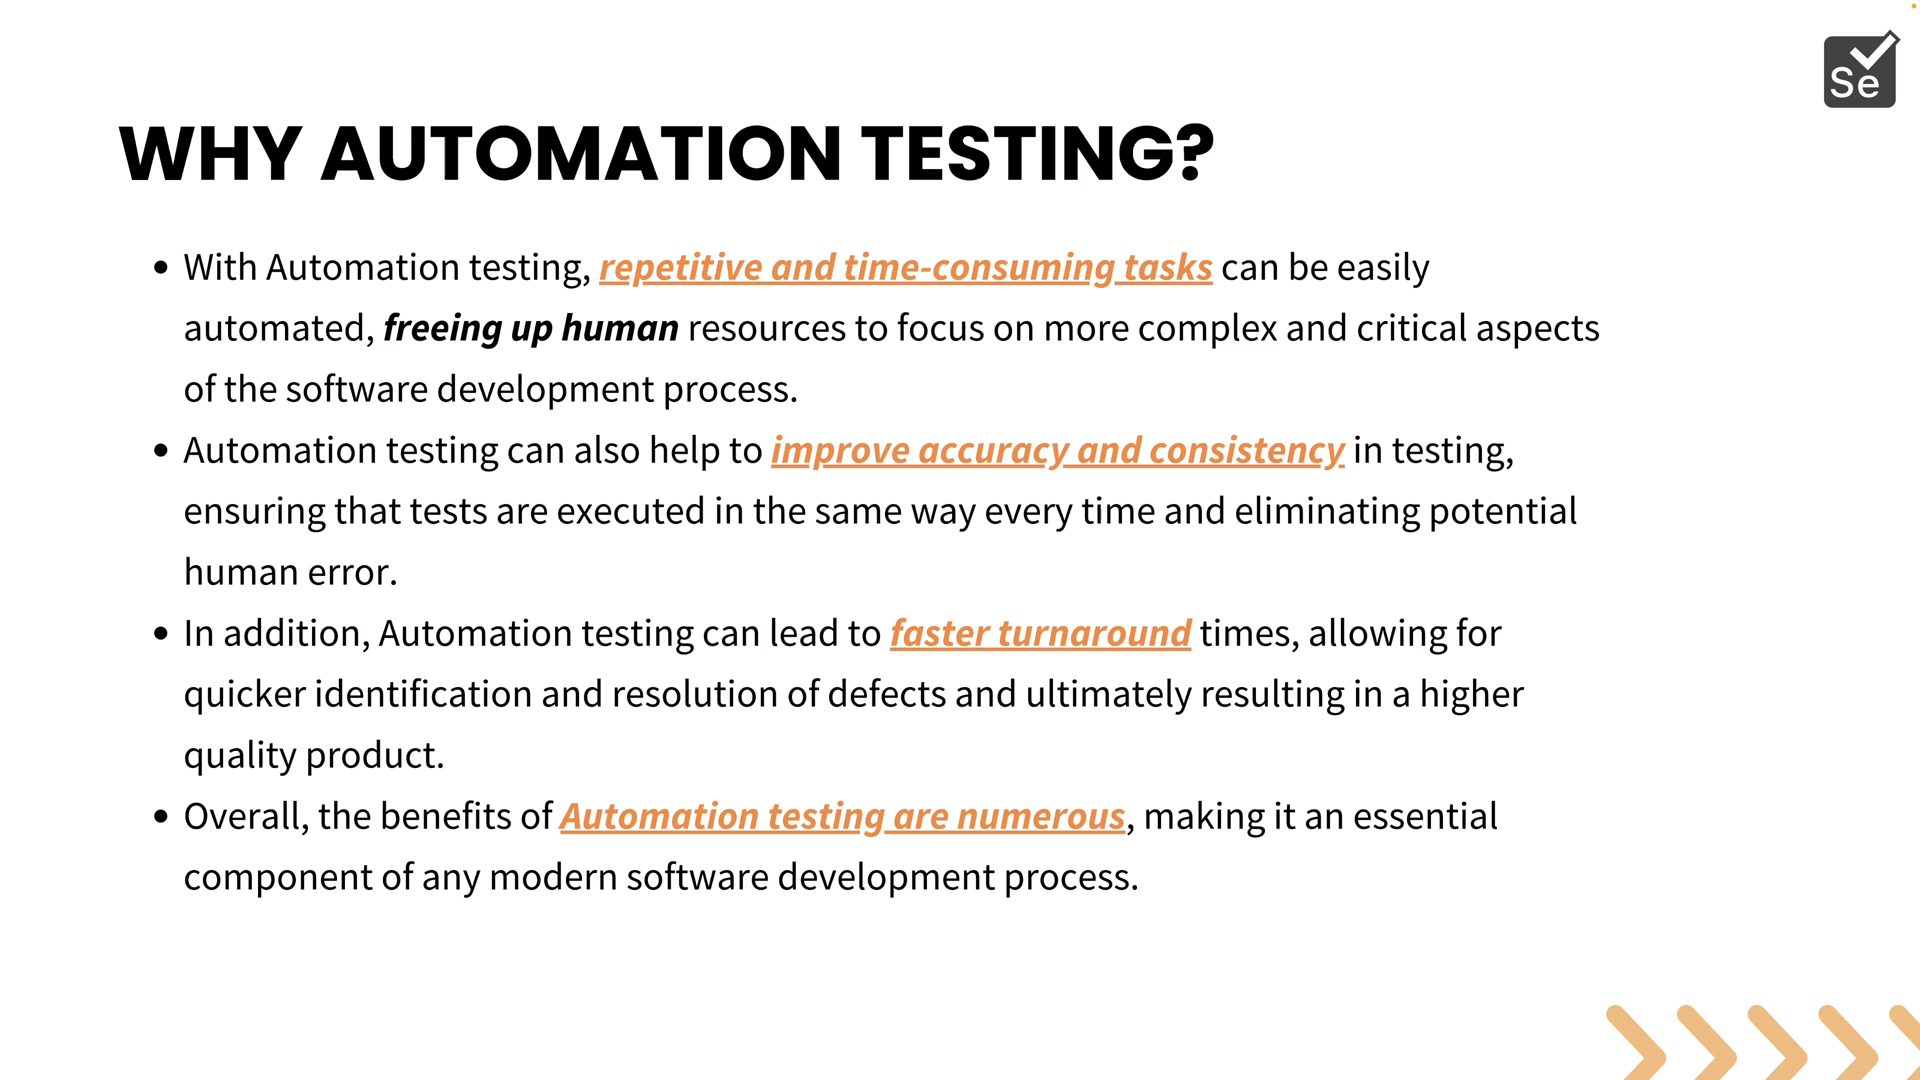 Se
WHY AUTOMATION TESTING?
• With Automation testing, repetitive and time-consuming tasks can be easily
automated, freeing up human resources to focus on more complex and critical aspects
of the software development process.
• Automation testing can also help to improve accuracy and consistency in testing,
ensuring that tests are executed in the same way every time and eliminating potential
human error.
• In addition, Automation testing can lead to faster turnaround times, allowing for
quicker identification and resolution of defects and ultimately resulting in a higher
quality product.
• Overall, the benefits of Automation testing are numerous, making it an essential
component of any modern software development process.